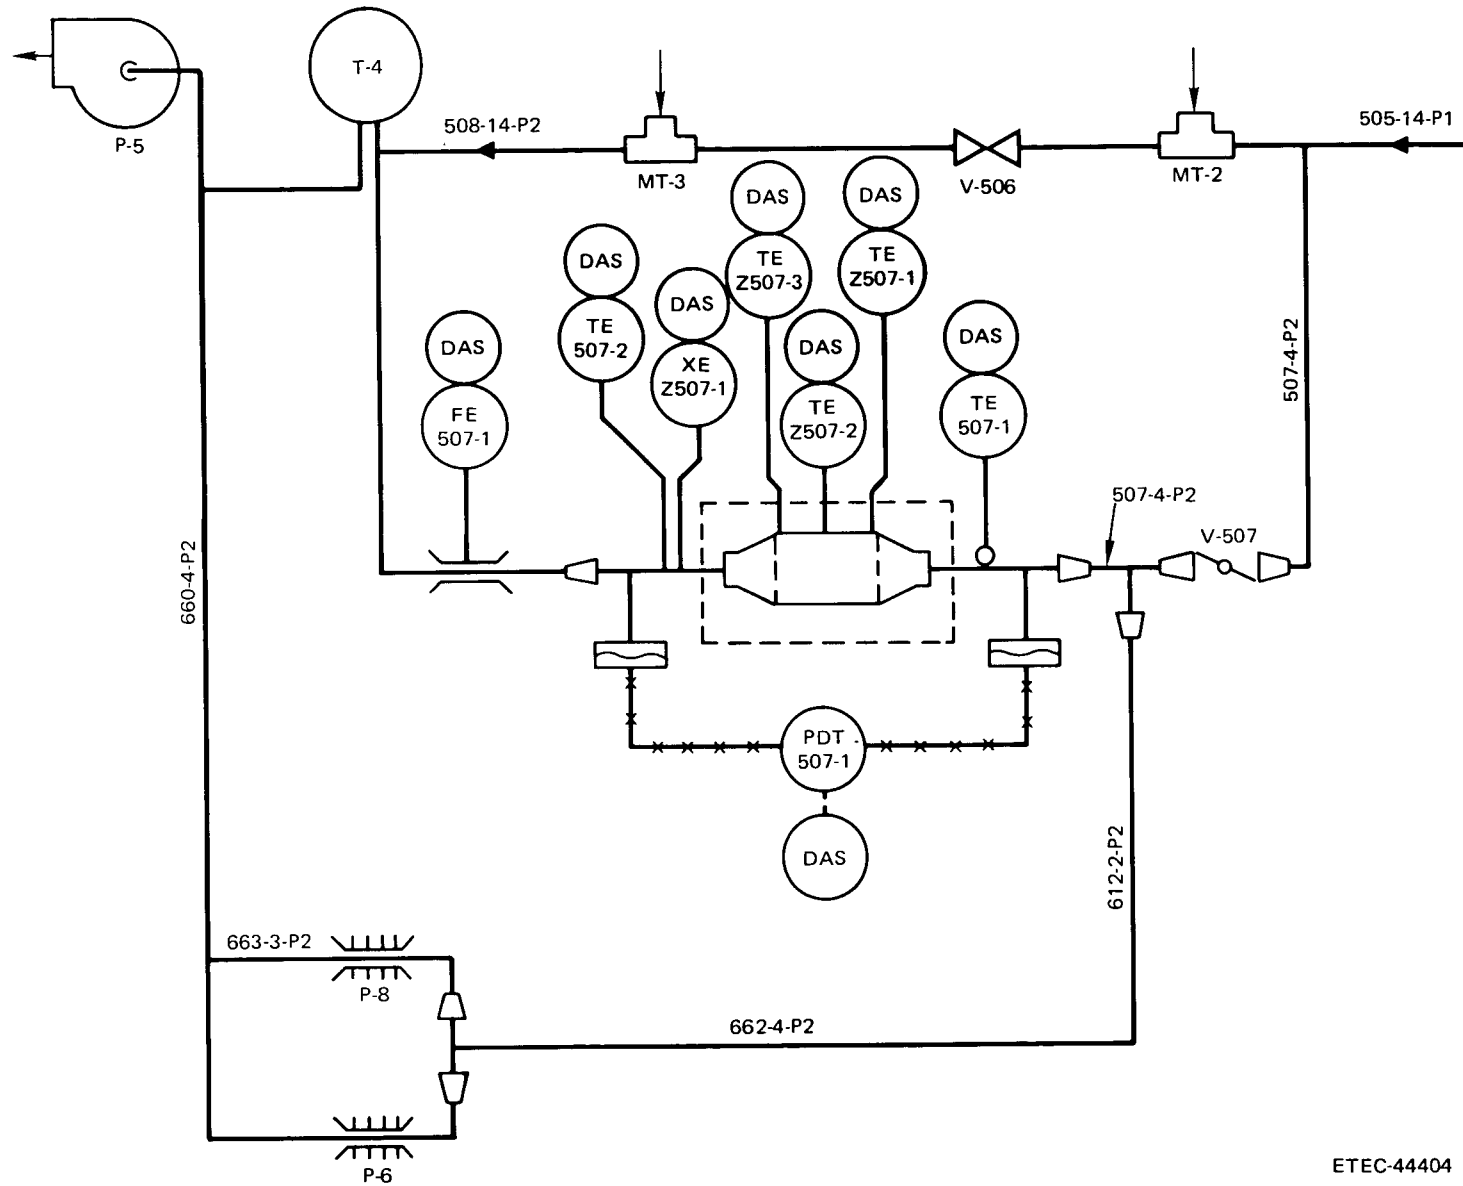 T-4
P-5
508-14-P2
MT-3
V-506
MT-2
505-14-P1
DAS
TE
Z507-3
DAS
TE
Z507-1
DAS
TE
507-2
DAS
XE
Z507-1
DAS
FE
507-1
DAS
TE
Z507-2
DAS
TE
507-1
507-4-P2
507-4-P2
V-507
660-4-P2
PDT
507-1
DAS
612-2-P2
663-3-P2
P-8
662-4-P2
P-6
ETEC-44404